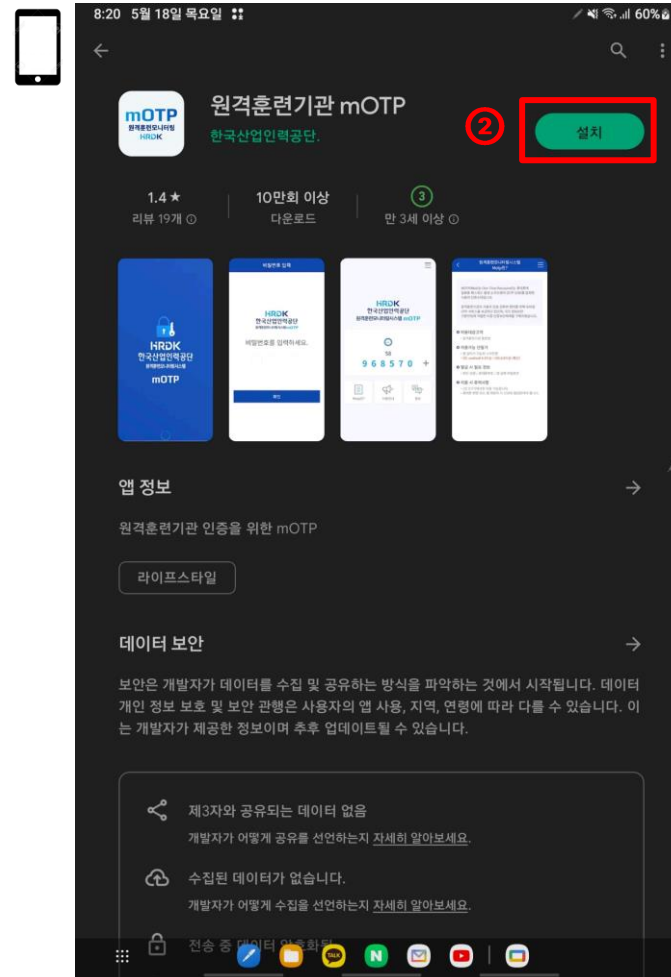 8:20 5월 18일 목요일
60%
원격훈련기관 mOTP
한국산업인력공단.
mOTP
원격훈련모니터링
HRDK
②
설치
1.4 ★
리뷰 19개
10만회 이상
다운로드
③
만 3세 이상
HRDK
한국산업인력공단
mOTP
비밀번호 입력
HRDK
한국산업인력공단
비밀번호를 입력하세요.
확인
HRDK
한국산업인력공단
원격훈련모니터링시스템 mOTP
58
968570
앱 정보
원격훈련기관 인증을 위한 mOTP
라이프스타일
데이터 보안
보안은 개발자가 데이터를 수집 및 공유하는 방식을 파악하는 것에서 시작됩니다. 데이터
개인 정보 보호 및 보안 관행은 사용자의 앱 사용, 지역, 연령에 따라 다를 수 있습니다. 이
는 개발자가 제공한 정보이며 추후 업데이트될 수 있습니다.
제3자와 공유되는 데이터 없음
개발자가 어떻게 공유를 선언하는지 자세히 알아보세요.
수집된 데이터가 없습니다.
개발자가 어떻게 수집을 선언하는지 자세히 알아보세요.
전송 중 데이터 암호화됨
TALK
N